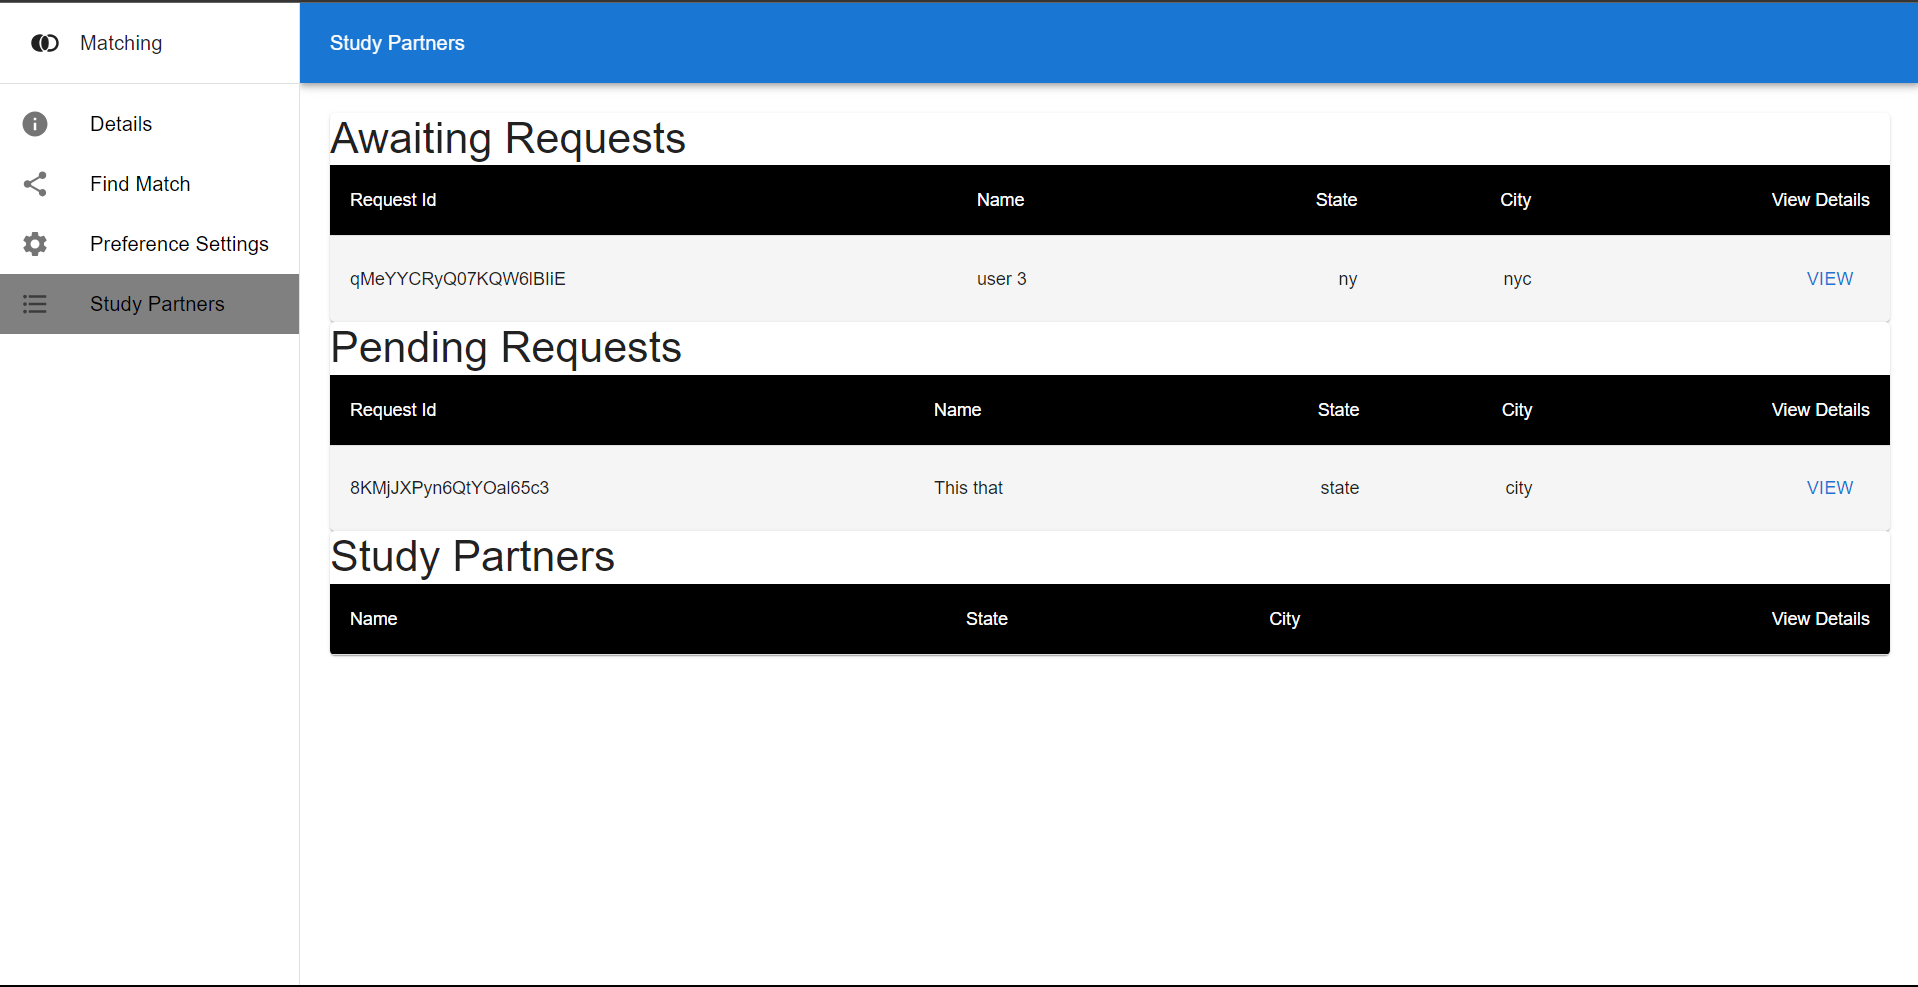 Matching
Study Partners
Details
Find Match
Preference Settings
Study Partners
Awaiting Requests
Request Id Name State City View Details
qMeYYCRyQ07KQW6lBIiE user 3 ny nyc VIEW
Pending Requests
Request Id Name State City View Details
8KMjJXPyn6QtYOal65c3 This that state city VIEW
Study Partners
Name State City View Details